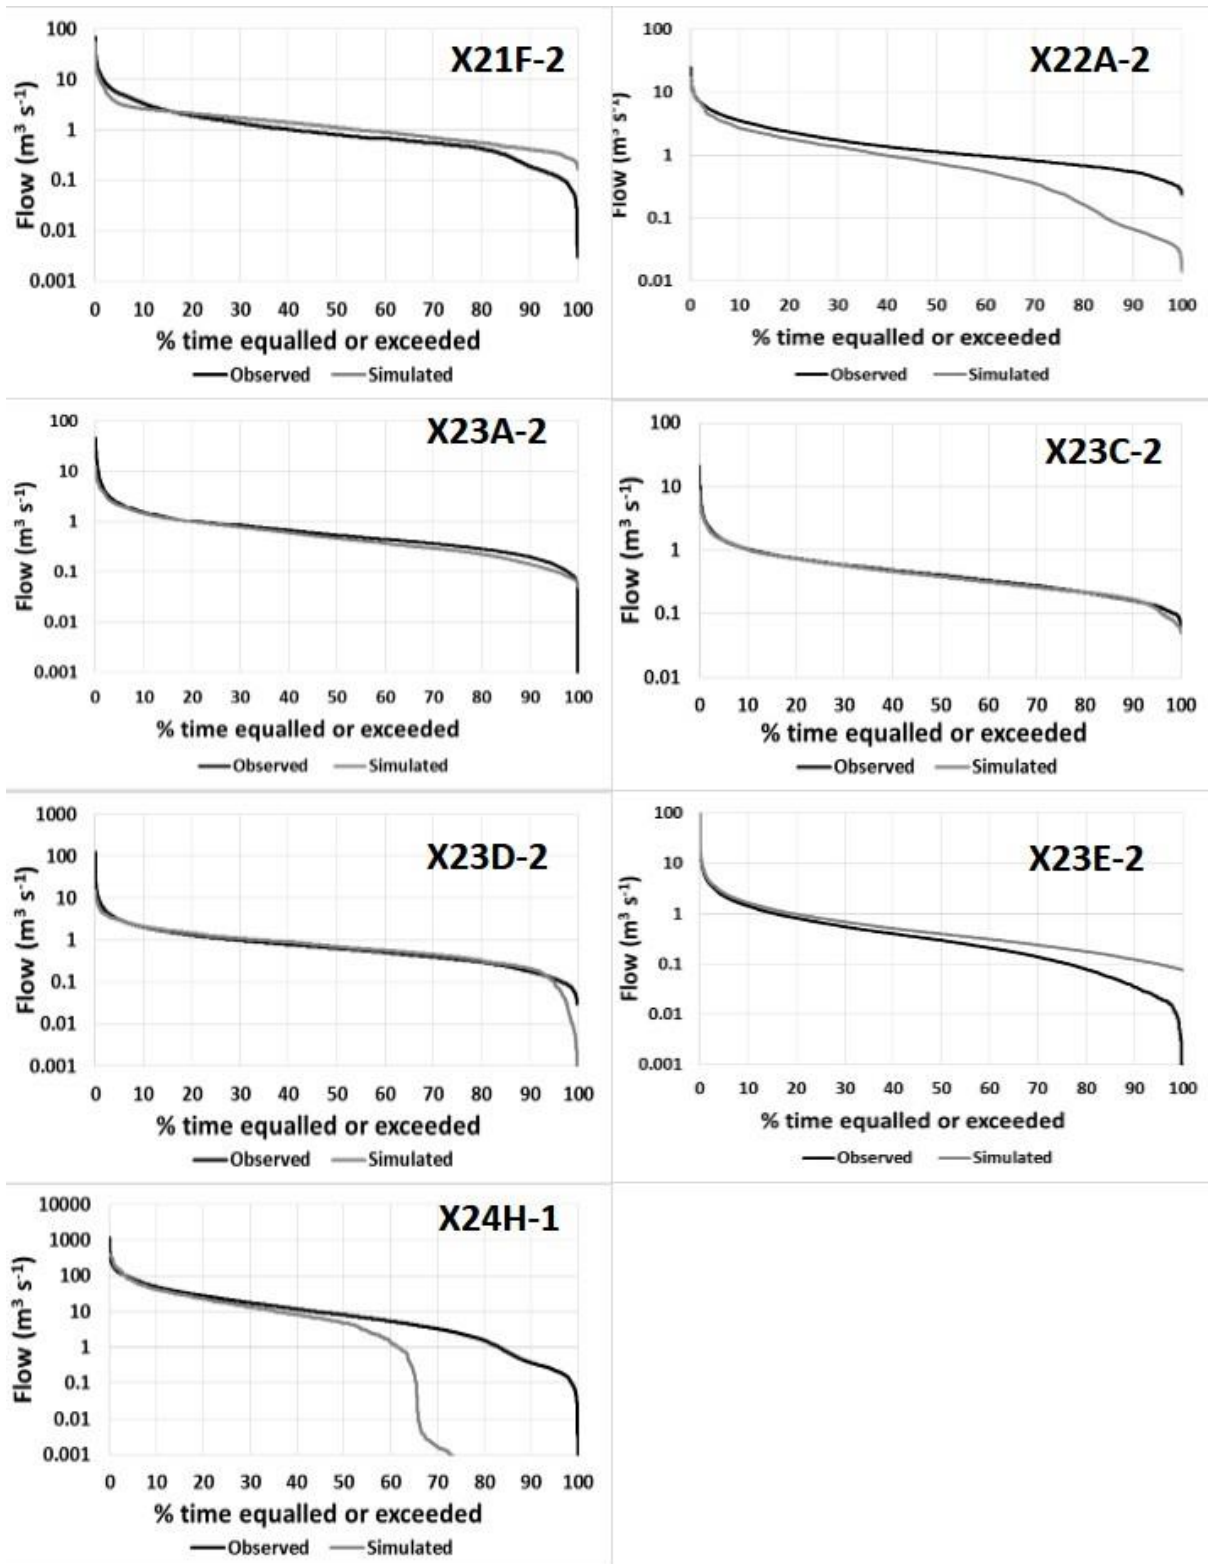 X21F-2
Flow (m³ s⁻¹)
100
10
1
0.1
0.01
0.001
0 10 20 30 40 50 60 70 80 90 100
% time equalled or exceeded
Observed Simulated
X22A-2
Flow (m³ s⁻¹)
100
10
1
0.1
0.01
0 10 20 30 40 50 60 70 80 90 100
% time equalled or exceeded
Observed Simulated
X23A-2
Flow (m³ s⁻¹)
100
10
1
0.1
0.01
0.001
0 10 20 30 40 50 60 70 80 90 100
% time equalled or exceeded
Observed Simulated
X23C-2
Flow (m³ s⁻¹)
100
10
1
0.1
0.01
0 10 20 30 40 50 60 70 80 90 100
% time equalled or exceeded
Observed Simulated
X23D-2
Flow (m³ s⁻¹)
1000
100
10
1
0.1
0.01
0.001
0 10 20 30 40 50 60 70 80 90 100
% time equalled or exceeded
Observed Simulated
X23E-2
Flow (m³ s⁻¹)
100
10
1
0.1
0.01
0.001
0 10 20 30 40 50 60 70 80 90 100
% time equalled or exceeded
Observed Simulated
X24H-1
Flow (m³ s⁻¹)
10000
1000
100
10
1
0.1
0.01
0.001
0 10 20 30 40 50 60 70 80 90 100
% time equalled or exceeded
Observed Simulated